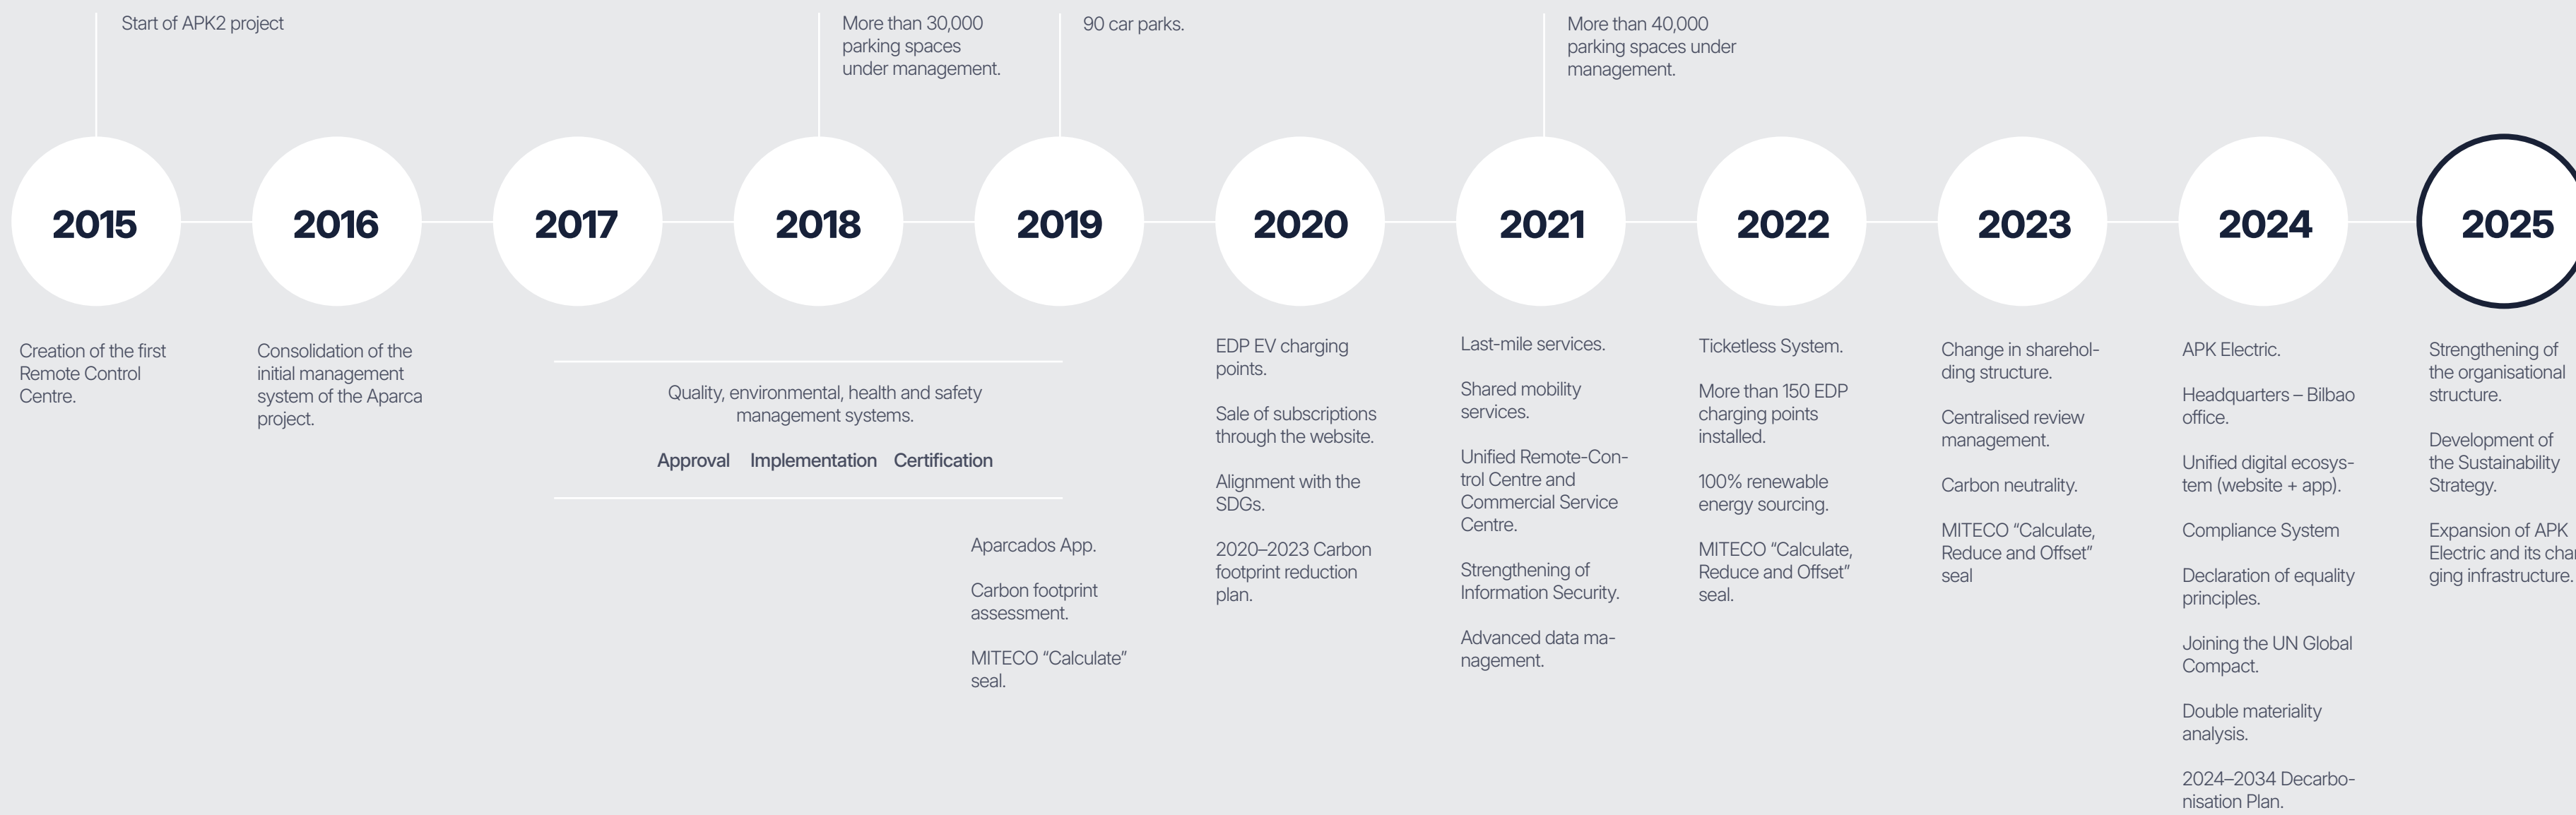 Start of APK2 project
More than 30,000
parking spaces
under management.
90 car parks.
More than 40,000
parking spaces under
management.
2015
2016
2017
2018
2019
2020
2021
2022
2023
2024
2025
Creation of the first
Remote Control
Centre.
Consolidation of the
initial management
system of the Aparca
project.
Quality, environmental, health and safety
management systems.
Approval Implementation Certification
Aparcados App.
Carbon footprint
assessment.
MITECO “Calculate”
seal.
EDP EV charging
points.
Sale of subscriptions
through the website.
Alignment with the
SDGs.
2020–2023 Carbon
footprint reduction
plan.
Last-mile services.
Shared mobility
services.
Unified Remote-Con-
trol Centre and
Commercial Service
Centre.
Strengthening of
Information Security.
Advanced data ma-
nagement.
Ticketless System.
More than 150 EDP
charging points
installed.
100% renewable
energy sourcing.
MITECO “Calculate,
Reduce and Offset”
seal.
Change in sharehol-
ding structure.
Centralised review
management.
Carbon neutrality.
MITECO “Calculate,
Reduce and Offset”
seal
APK Electric.
Headquarters – Bilbao
office.
Unified digital ecosys-
tem (website + app).
Compliance System
Declaration of equality
principles.
Joining the UN Global
Compact.
Double materiality
analysis.
2024–2034 Decarbo-
nisation Plan.
Strengthening of
the organisational
structure.
Development of
the Sustainability
Strategy.
Expansion of APK
Electric and its
ging infrastructure.